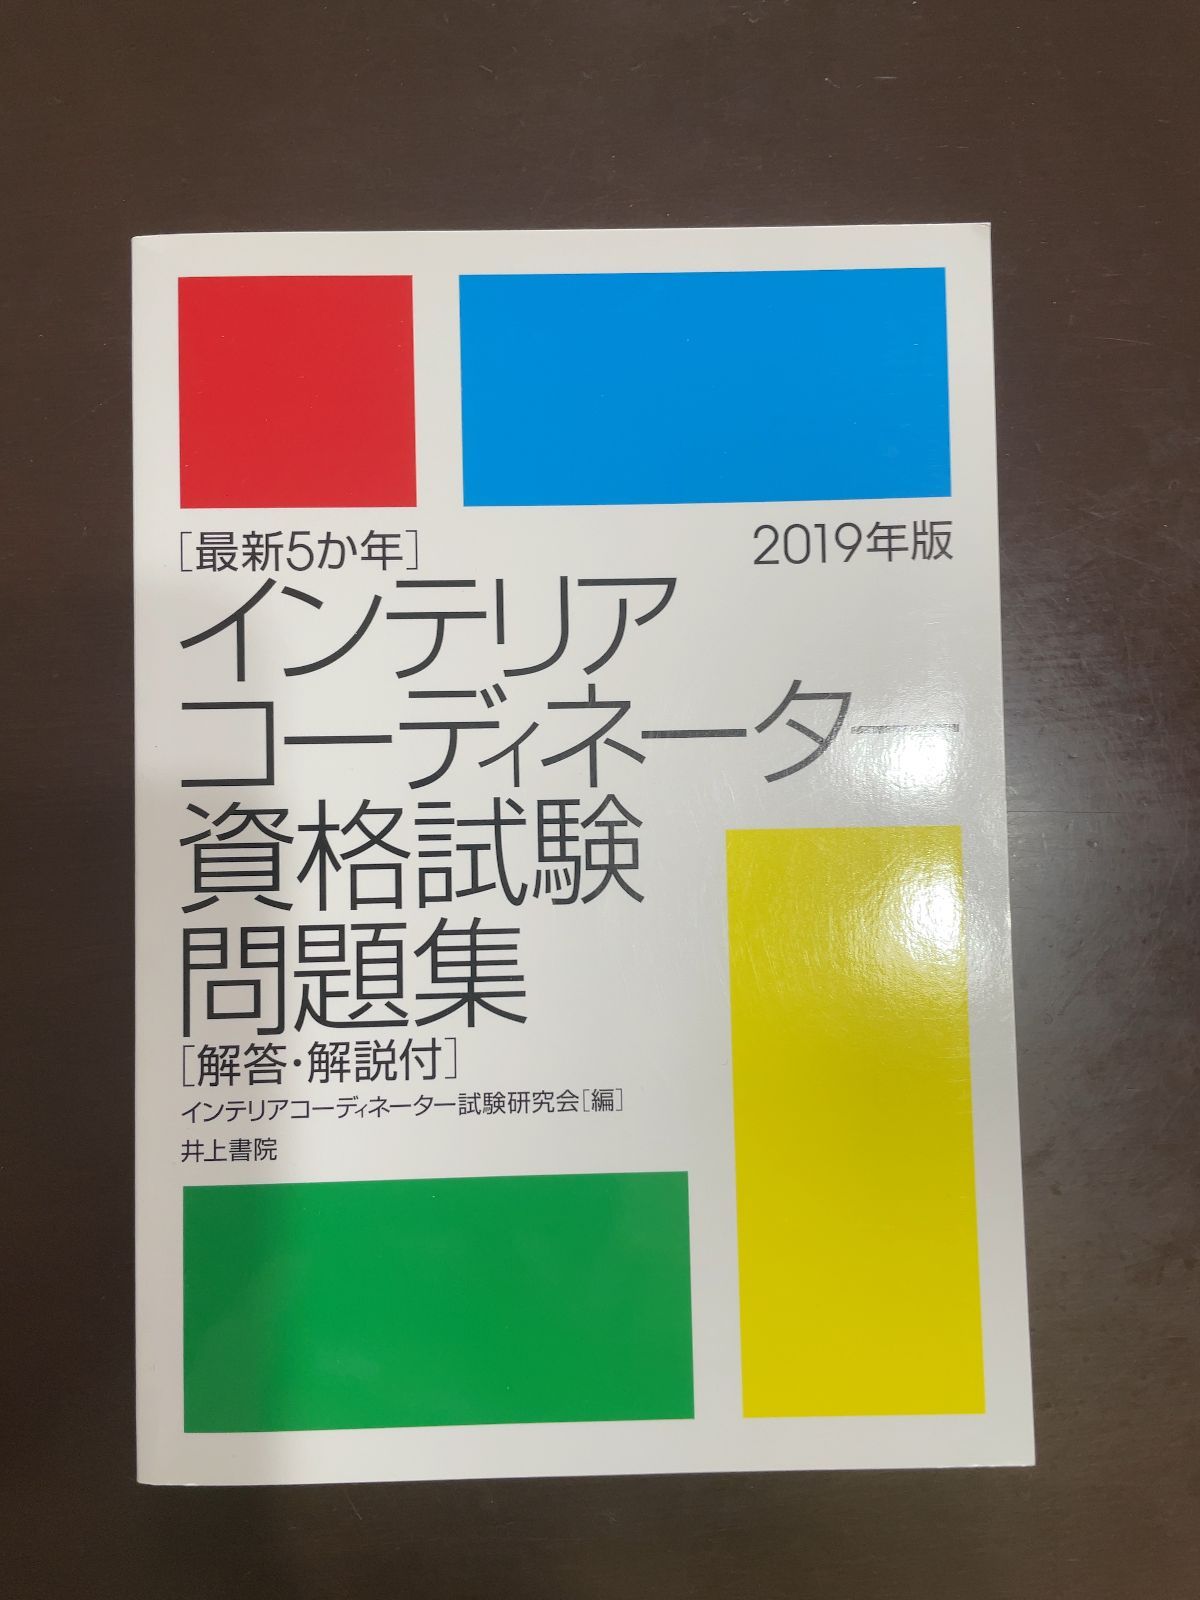 [最新5か年]
2019年版
インテリア
コーディネーター
資格試験
問題集
[解答・解説付]
インテリアコーディネーター試験研究会[編]
井上書院